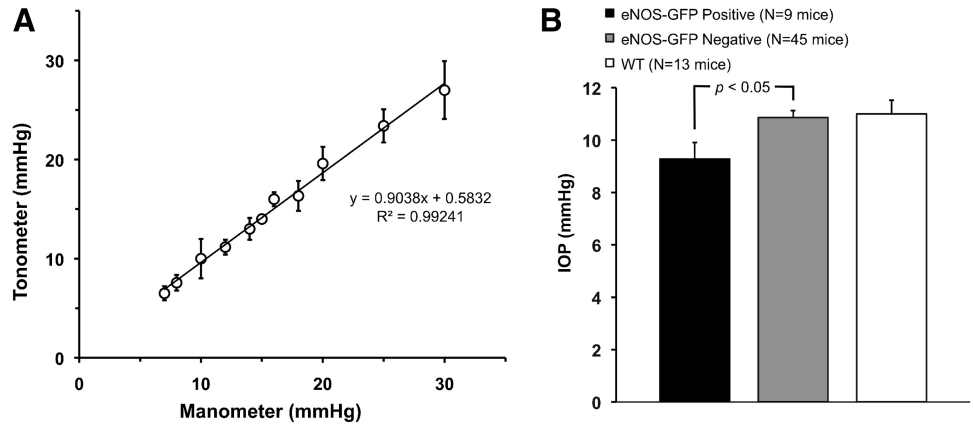 A
30
20
10
0
Tonometer (mmHg)
y = 0.9038x + 0.5832
R² = 0.99241
0 10 20 30
Manometer (mmHg)
B
eNOS-GFP Positive (N=9 mice)
eNOS-GFP Negative (N=45 mice)
WT (N=13 mice)
12
10
8
6
4
2
0
IOP (mmHg)
p < 0.05